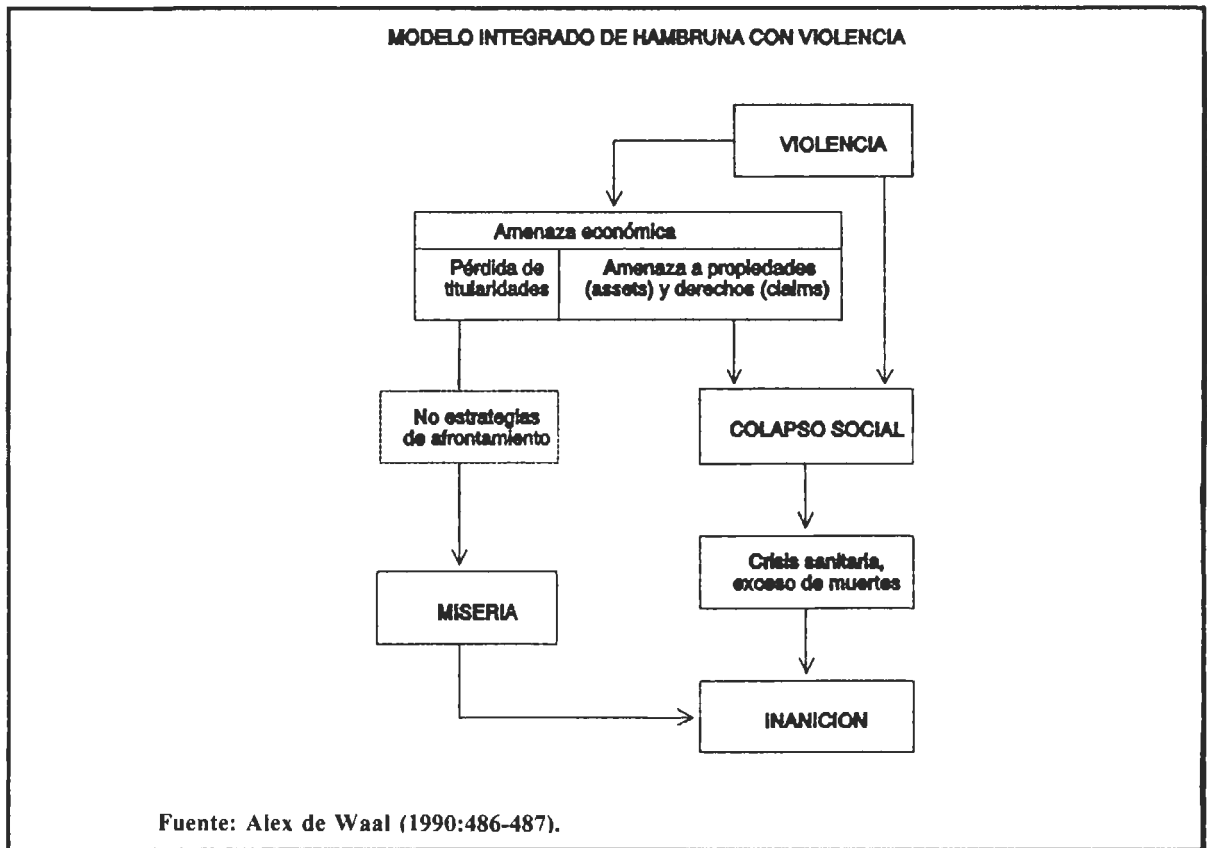 MODELO INTEGRADO DE HAMBRUNA CON VIOLENCIA
VIOLENCIA
Amenaza económica
Pérdida de
titularidades
Amenaza a propiedades
(assets) y derechos (claims)
No estrategias
de afrontamiento
COLAPSO SOCIAL
Crisis sanitaria,
exceso de muertes
MISERIA
INANICION
Fuente: Alex de Waal (1990:486-487).